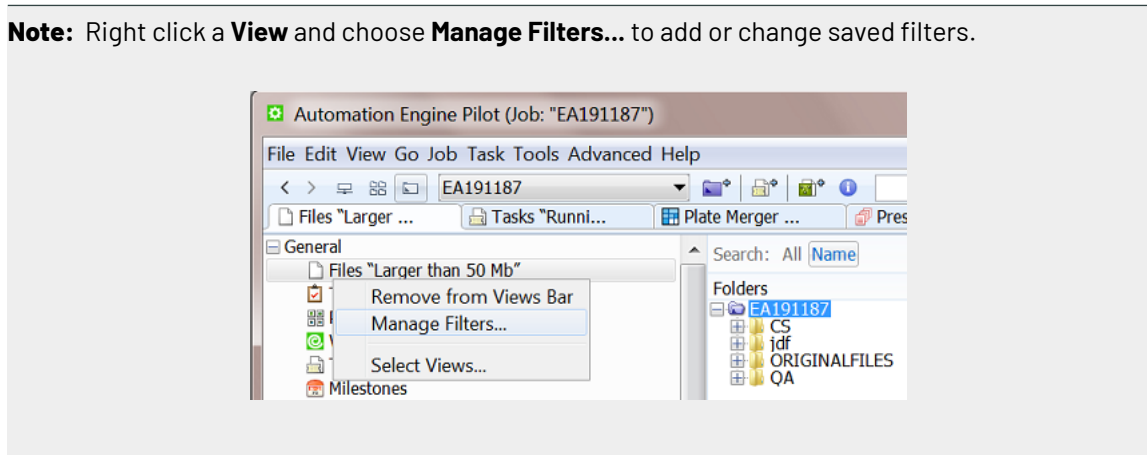 Note: Right click a View and choose Manage Filters... to add or change saved filters.
Automation Engine Pilot (Job: "EA191187")
File Edit View Go Job Task Tools Advanced Help
EA191187
Files "Larger ... Tasks "Runni... Plate Merger ... Pres
General
Search: All Name
Files "Larger than 50 Mb"
Folders
Remove from Views Bar
EA191187
Manage Filters...
CS
jdf
Select Views...
ORIGINALFILES
Milestones
QA